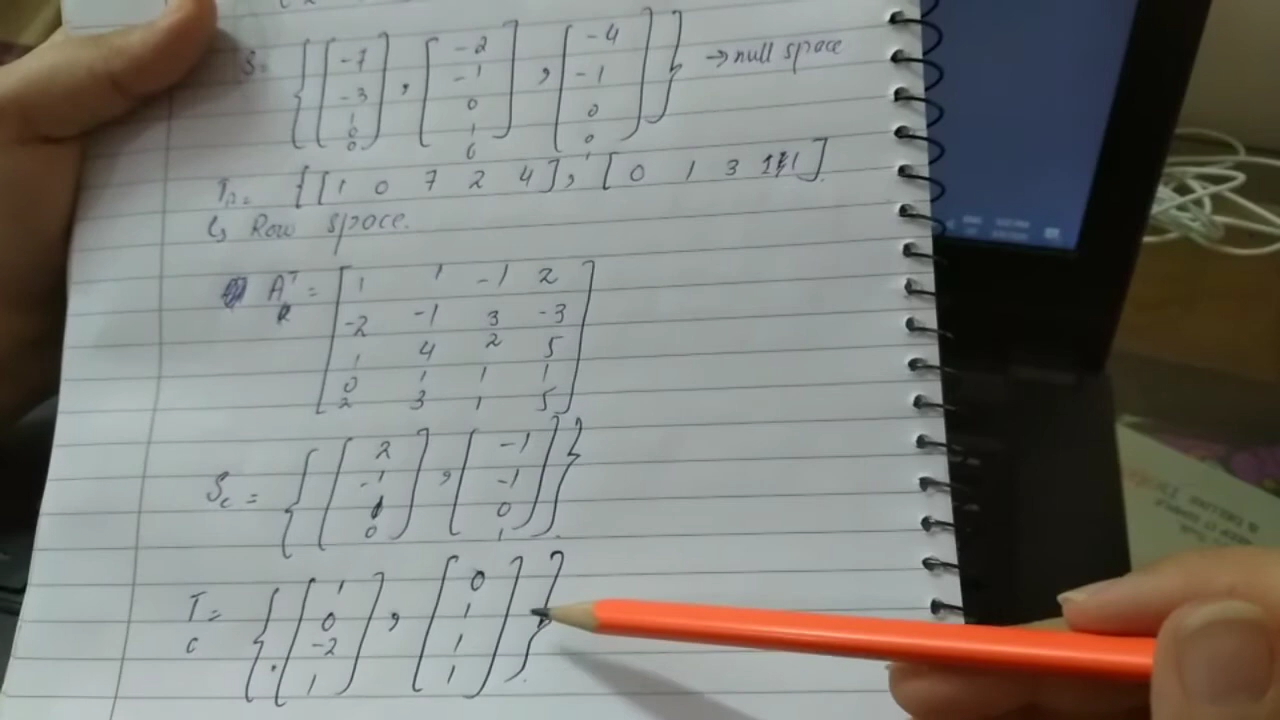 S = { [ -7 -3 1 0 0 ] , [ -2 -1 0 1 0 ] , [ -4 -1 0 0 1 ] } → null space
= { [ 1 0 7 2 4 ] , [ 0 1 3 1 1 ]
↳ Row space.
A^T = [ 1 1 -1 2
-2 -1 3 -3
1 4 2 5
0 1 1 1
2 3 1 5 ]
R
S_c = { [ 2 -1 1 0 ] , [ -1 -1 0 1 ] }
T_c = { [ 1 0 -2 1 ] , [ 0 1 1 1 ] }